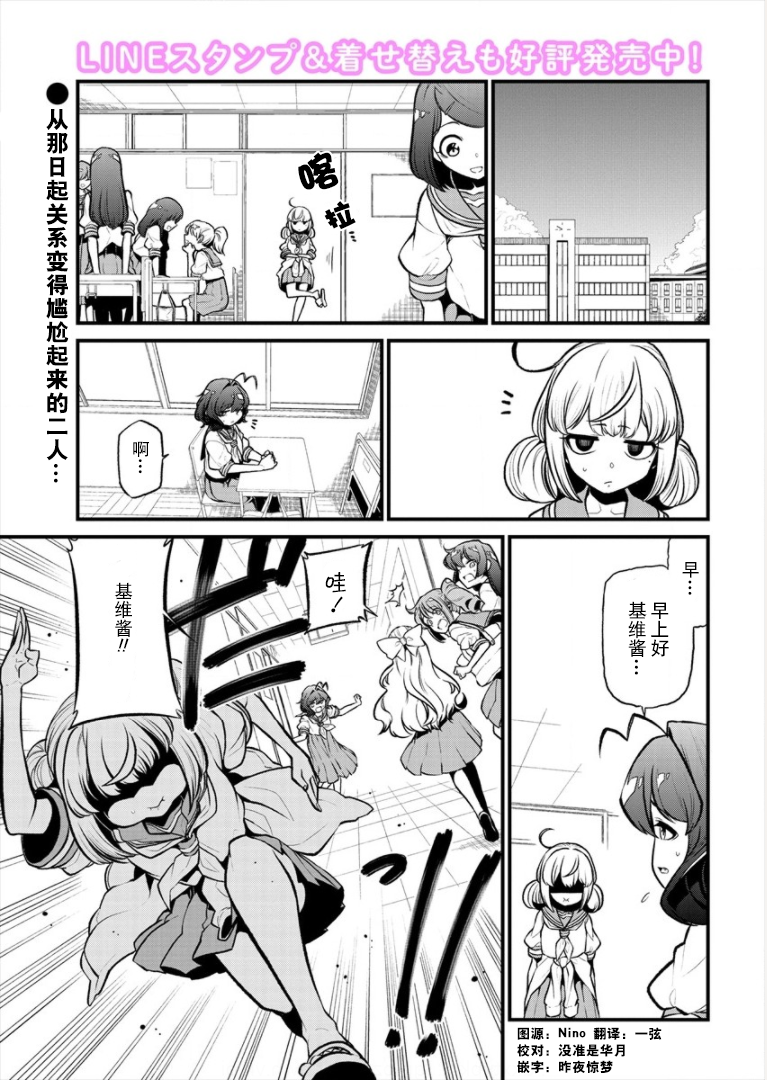 LINEスタンプ&着せ替えも好評発売中!
●从那日起关系变得尴尬起来的二人…
喀
拉…
啊…
早…
早上好
基维酱…
哇!
基维酱!!
图源：Nino 翻译：一弦
校对：没准是华月
嵌字：昨夜惊梦